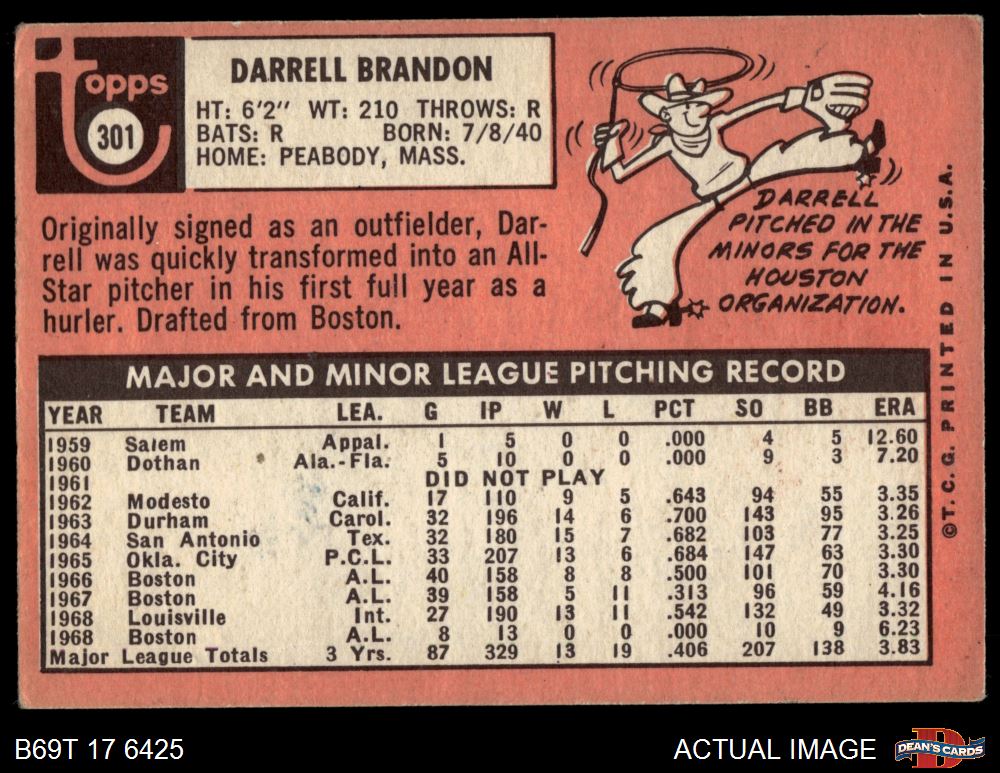 Topps
301
DARRELL BRANDON
HT: 6'2" WT: 210 THROWS: R
BATS: R BORN: 7/8/40
HOME: PEABODY, MASS.
Originally signed as an outfielder, Dar-
rell was quickly transformed into an All-
Star pitcher in his first full year as a
hurler. Drafted from Boston.
DARRELL
PITCHED IN THE
MINORS FOR THE
HOUSTON
ORGANIZATION.
©T.C.G. PRINTED IN U.S.A.
MAJOR AND MINOR LEAGUE PITCHING RECORD
YEAR TEAM LEA. G IP W L PCT SO BB ERA
1959 Salem Appal. 1 5 0 0 .000 4 5 12.60
1960 Dothan Ala.-Fla. 5 10 0 0 .000 9 3 7.20
1961 DID NOT PLAY
1962 Modesto Calif. 17 110 9 5 .643 94 55 3.35
1963 Durham Carol. 32 196 14 6 .700 143 95 3.26
1964 San Antonio Tex. 32 180 15 7 .682 103 77 3.25
1965 Okla. City P.C.L. 33 207 13 6 .684 147 63 3.30
1966 Boston A.L. 40 158 8 8 .500 101 70 3.30
1967 Boston A.L. 39 158 5 11 .313 96 59 4.16
1968 Louisville Int. 27 190 13 11 .542 132 49 3.32
1968 Boston A.L. 8 13 0 0 .000 10 9 6.23
Major League Totals 3 Yrs. 87 329 13 19 .406 207 138 3.83
B69T 17 6425
ACTUAL IMAGE
D
DEAN'S CARDS